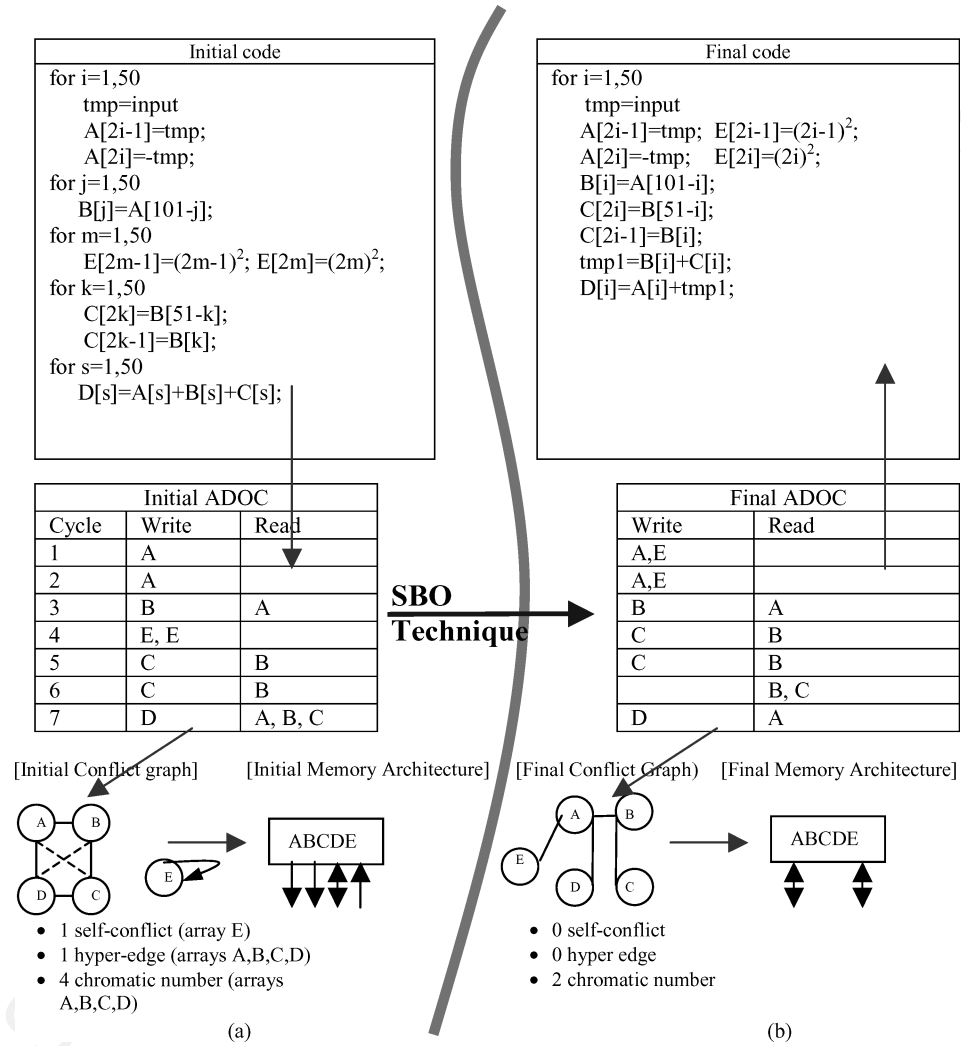 Initial code
for i=1,50
tmp=input
A[2i-1]=tmp;
A[2i]=-tmp;
for j=1,50
B[j]=A[101-j];
for m=1,50
E[2m-1]=(2m-1)²; E[2m]=(2m)²;
for k=1,50
C[2k]=B[51-k];
C[2k-1]=B[k];
for s=1,50
D[s]=A[s]+B[s]+C[s];
Final code
for i=1,50
tmp=input
A[2i-1]=tmp; E[2i-1]=(2i-1)²;
A[2i]=-tmp; E[2i]=(2i)²;
B[i]=A[101-i];
C[2i]=B[51-i];
C[2i-1]=B[i];
tmp1=B[i]+C[i];
D[i]=A[i]+tmp1;
Initial ADOC
Cycle Write Read
1 A
2 A
3 B A
4 E, E
5 C B
6 C B
7 D A, B, C
SBO
Technique
Final ADOC
Write Read
A,E
A,E
B A
C B
C B
B, C
D A
[Initial Conflict graph]
[Initial Memory Architecture]
A B
D C
E
ABCDE
• 1 self-conflict (array E)
• 1 hyper-edge (arrays A,B,C,D)
• 4 chromatic number (arrays
A,B,C,D)
(a)
[Final Conflict Graph)
[Final Memory Architecture]
A B
E
D C
ABCDE
• 0 self-conflict
• 0 hyper edge
• 2 chromatic number
(b)